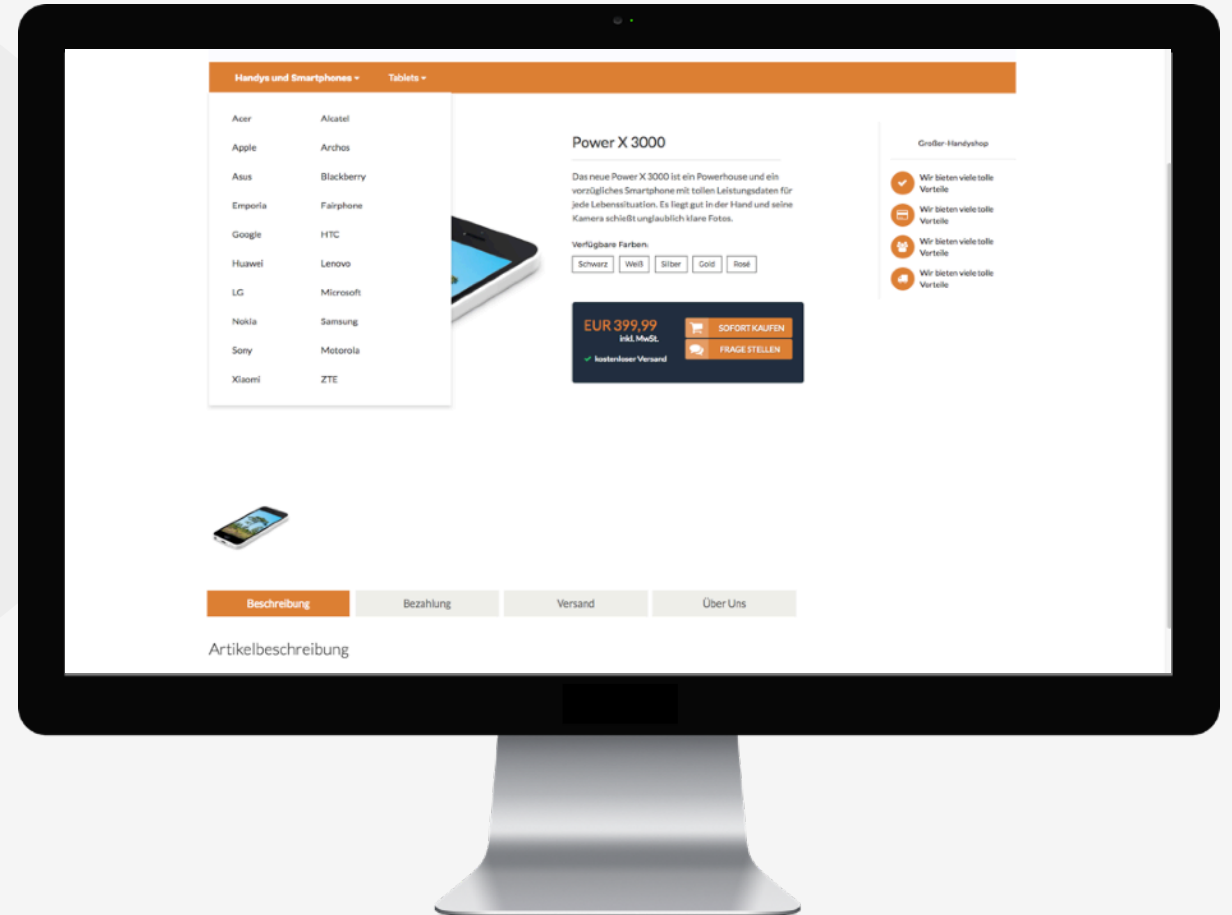 Handys und Smartphones Tablets
Acer Alcatel
Apple Archos
Asus Blackberry
Emporia Fairphone
Google HTC
Huawei Lenovo
LG Microsoft
Nokia Samsung
Sony Motorola
Xiaomi ZTE
Power X 3000
Das neue Power X 3000 ist ein Powerhouse und ein
vorzügliches Smartphone mit tollen Leistungsdaten für
jede Lebenssituation. Es liegt gut in der Hand und seine
Kamera schießt unglaublich klare Fotos.
Verfügbare Farben:
Schwarz Weiß Silber Gold Rosé
EUR 399,99
inkl. MwSt.
kostenloser Versand
SOFORT KAUFEN
FRAGE STELLEN
Großer-Handyshop
Wir bieten viele tolle
Vorteile
Wir bieten viele tolle
Vorteile
Wir bieten viele tolle
Vorteile
Wir bieten viele tolle
Vorteile
Beschreibung Bezahlung Versand Über Uns
Artikelbeschreibung